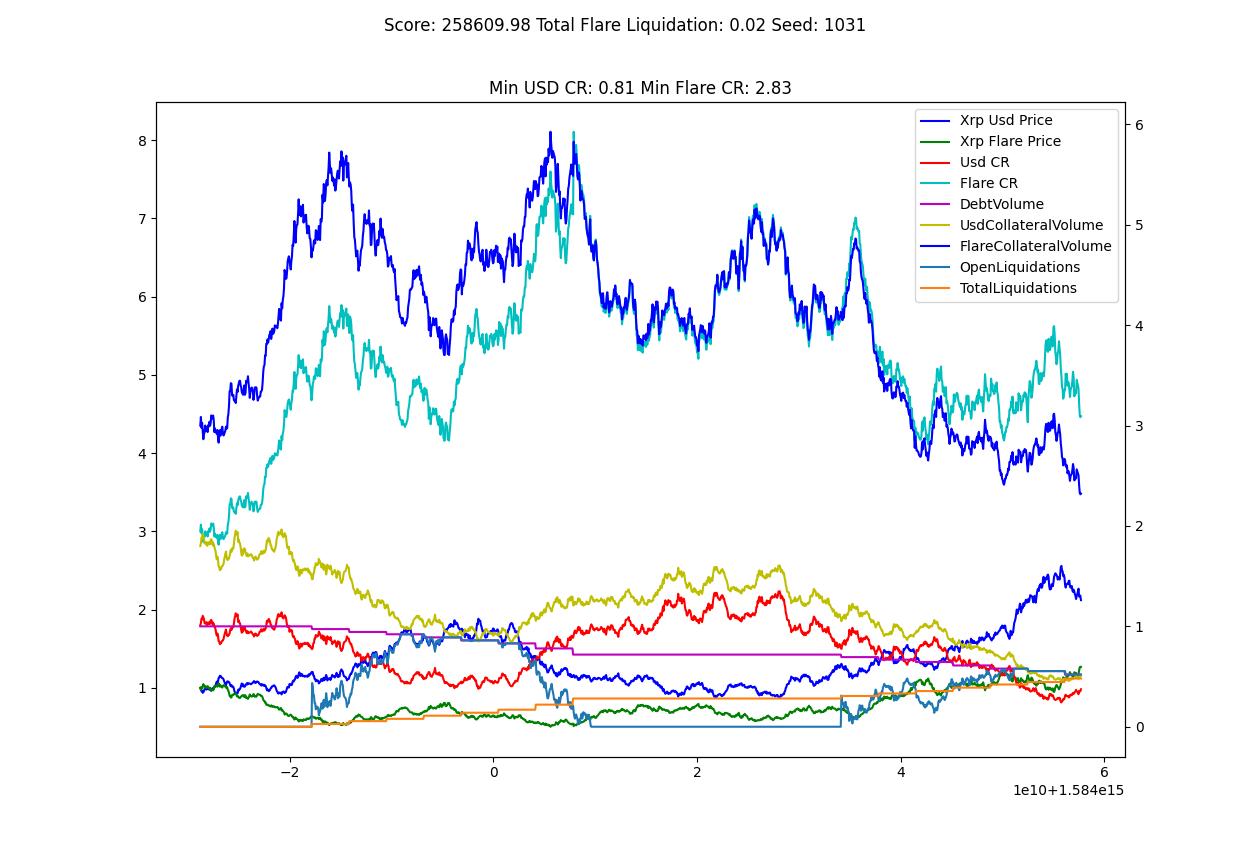 Score: 258609.98 Total Flare Liquidation: 0.02 Seed: 1031
Min USD CR: 0.81 Min Flare CR: 2.83
Xrp Usd Price
Xrp Flare Price
Usd CR
Flare CR
DebtVolume
UsdCollateralVolume
FlareCollateralVolume
OpenLiquidations
TotalLiquidations
8
7
6
5
4
3
2
1
6
5
4
3
2
1
0
−2
0
2
4
6
1e10+1.584e15